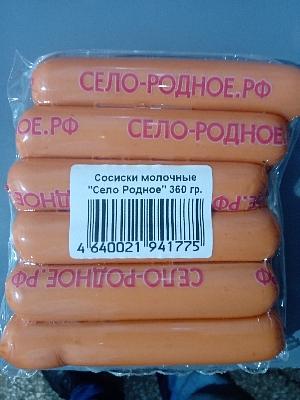 СЕЛО-РОДНОЕ.РФ
ОЕ.РФ СЕЛО-РОДНОЕ
Сосиски молочные
"Село Родное" 360 гр.
4 640021 941775
СЕЛО-РОДНОЕ.РФ